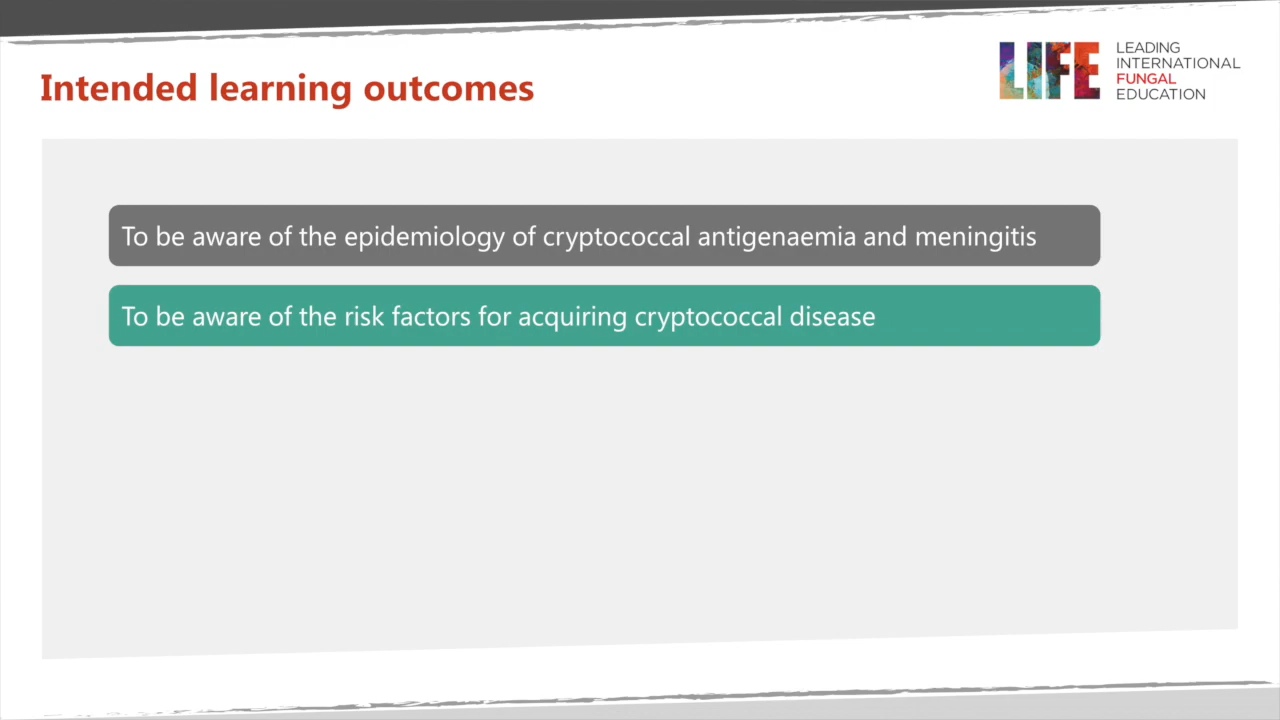 Intended learning outcomes
LIFE
LEADING
INTERNATIONAL
FUNGAL
EDUCATION
To be aware of the epidemiology of cryptococcal antigenaemia and meningitis
To be aware of the risk factors for acquiring cryptococcal disease